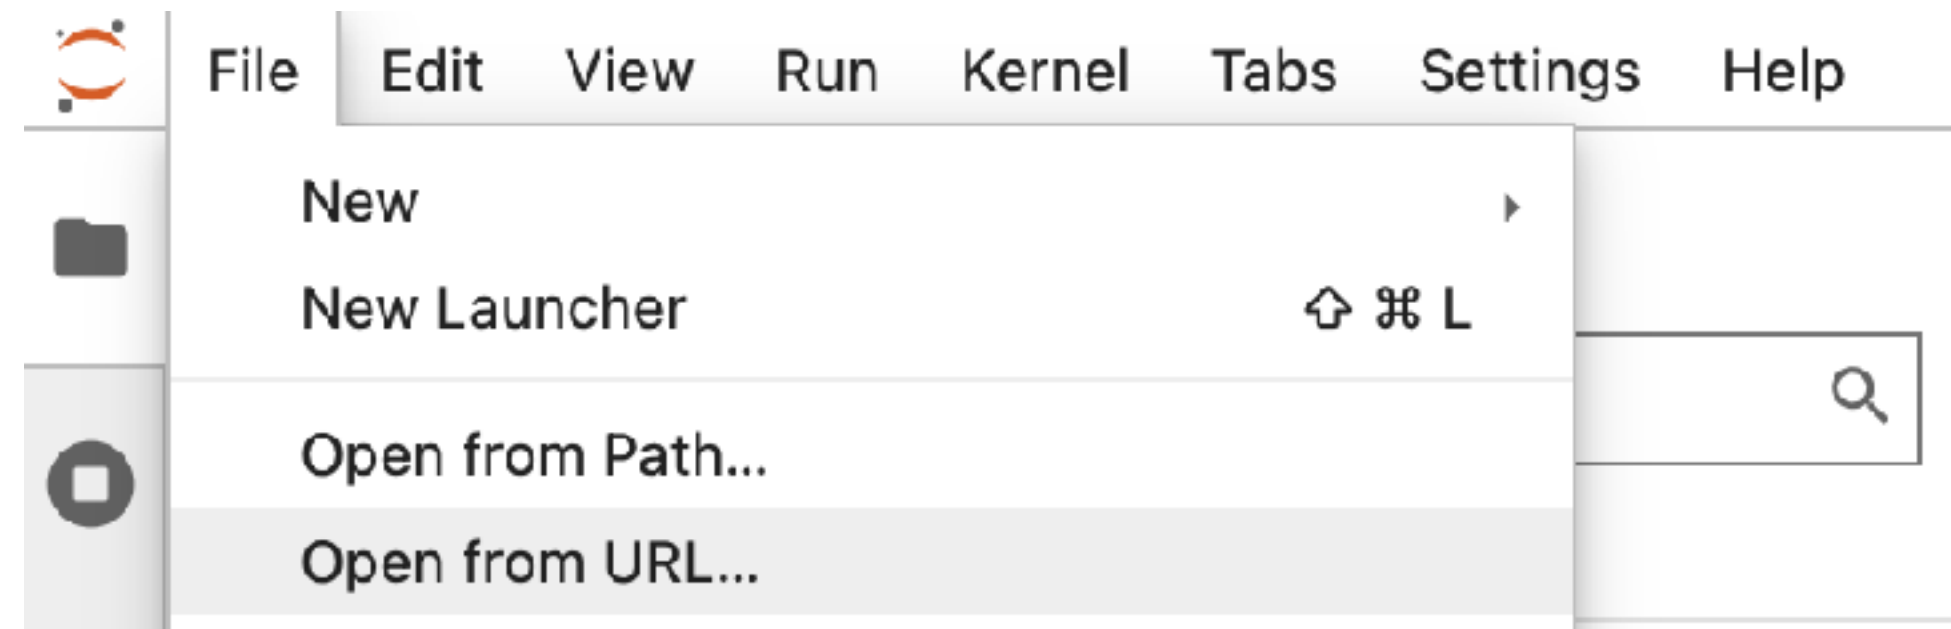 File Edit View Run Kernel Tabs Settings Help
New
New Launcher ⇧ ⌘ L
Open from Path...
Open from URL...